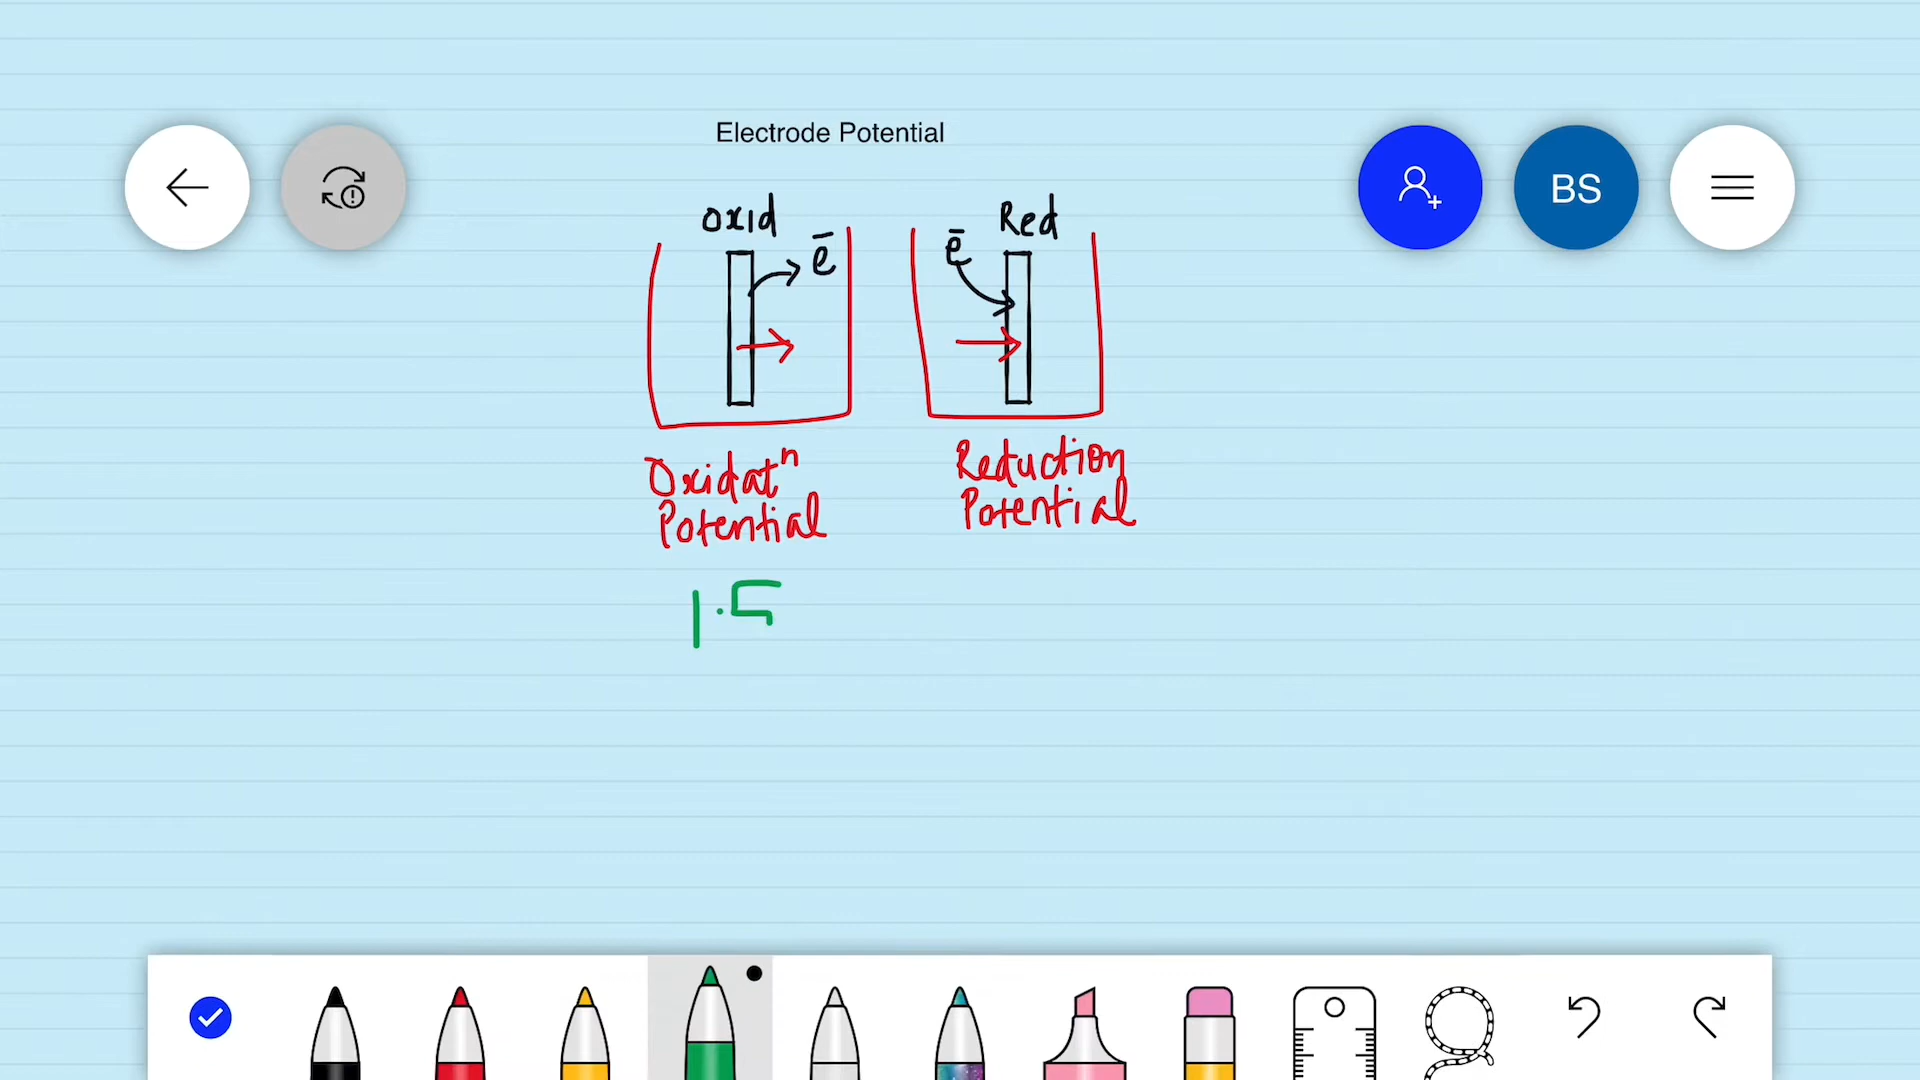 Electrode Potential
BS
Oxid
Red
ē
ē
Oxidatⁿ
Potential
Reduction
Potential
1.5